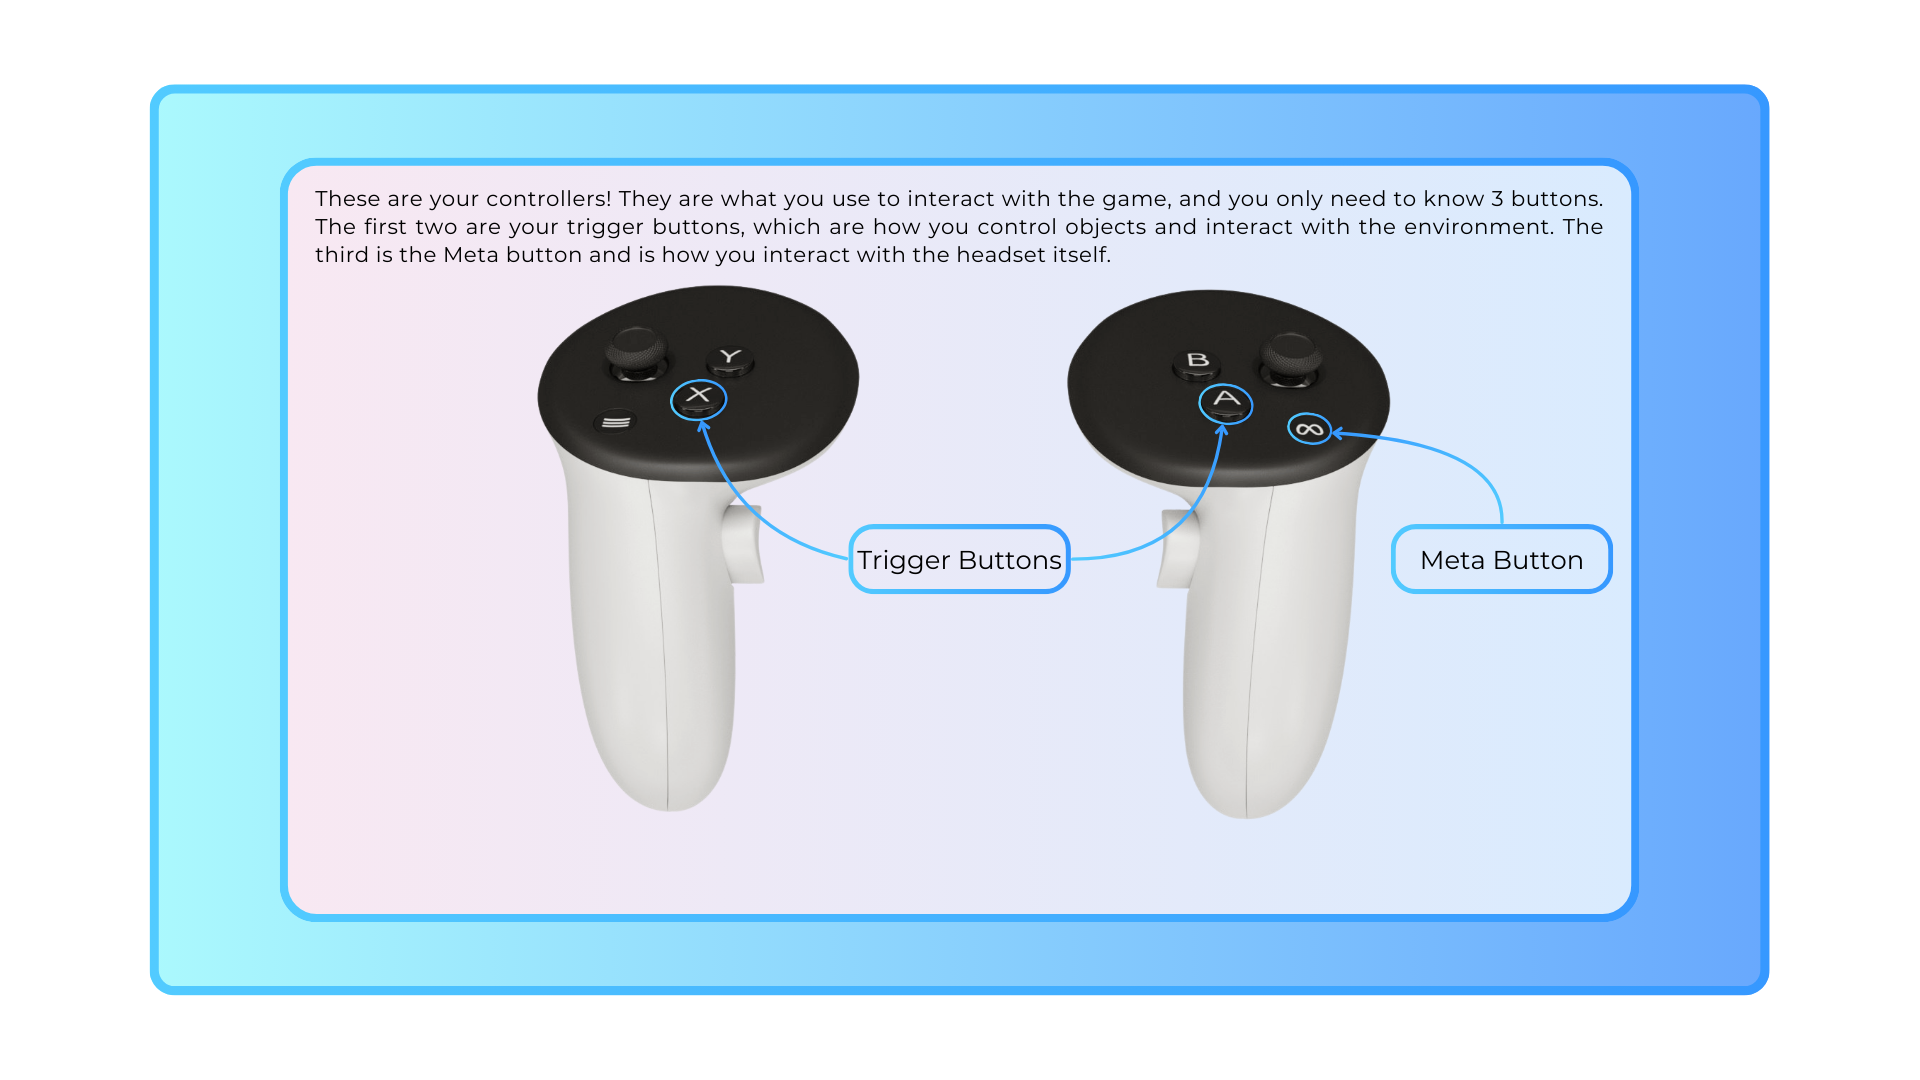 These are your controllers! They are what you use to interact with the game, and you only need to know 3 buttons.
The first two are your trigger buttons, which are how you control objects and interact with the environment. The
third is the Meta button and is how you interact with the headset itself.
Y
X
B
A
Trigger Buttons
Meta Button